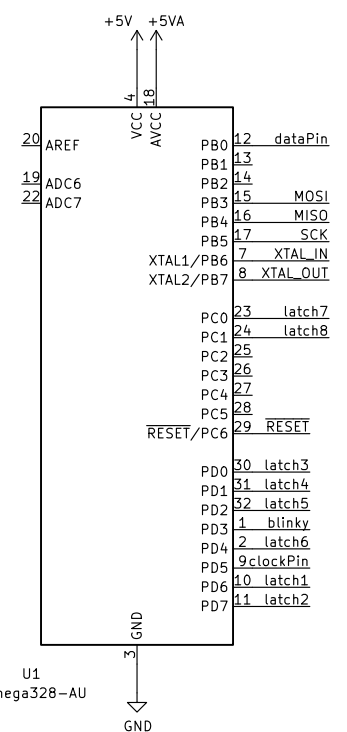 +5V +5VA
4 18
VCC AVCC
20 AREF PB0 12 dataPin
PB1 13
19 ADC6 PB2 14
22 ADC7 PB3 15 MOSI
PB4 16 MISO
PB5 17 SCK
XTAL1/PB6 7 XTAL_IN
XTAL2/PB7 8 XTAL_OUT
PC0 23 latch7
PC1 24 latch8
PC2 25
PC3 26
PC4 27
PC5 28
RESET/PC6 29 RESET
PD0 30 latch3
PD1 31 latch4
PD2 32 latch5
PD3 1 blinky
PD4 2 latch6
PD5 9 clockPin
PD6 10 latch1
PD7 11 latch2
GND
3
U1
mega328-AU
GND